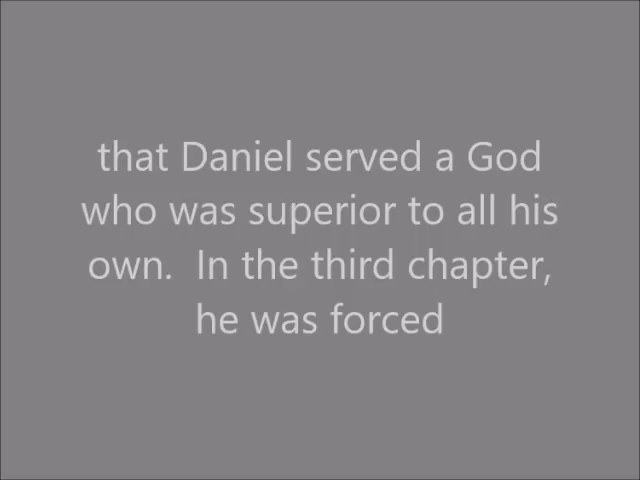 that Daniel served a God
who was superior to all his
own.  In the third chapter,
he was forced